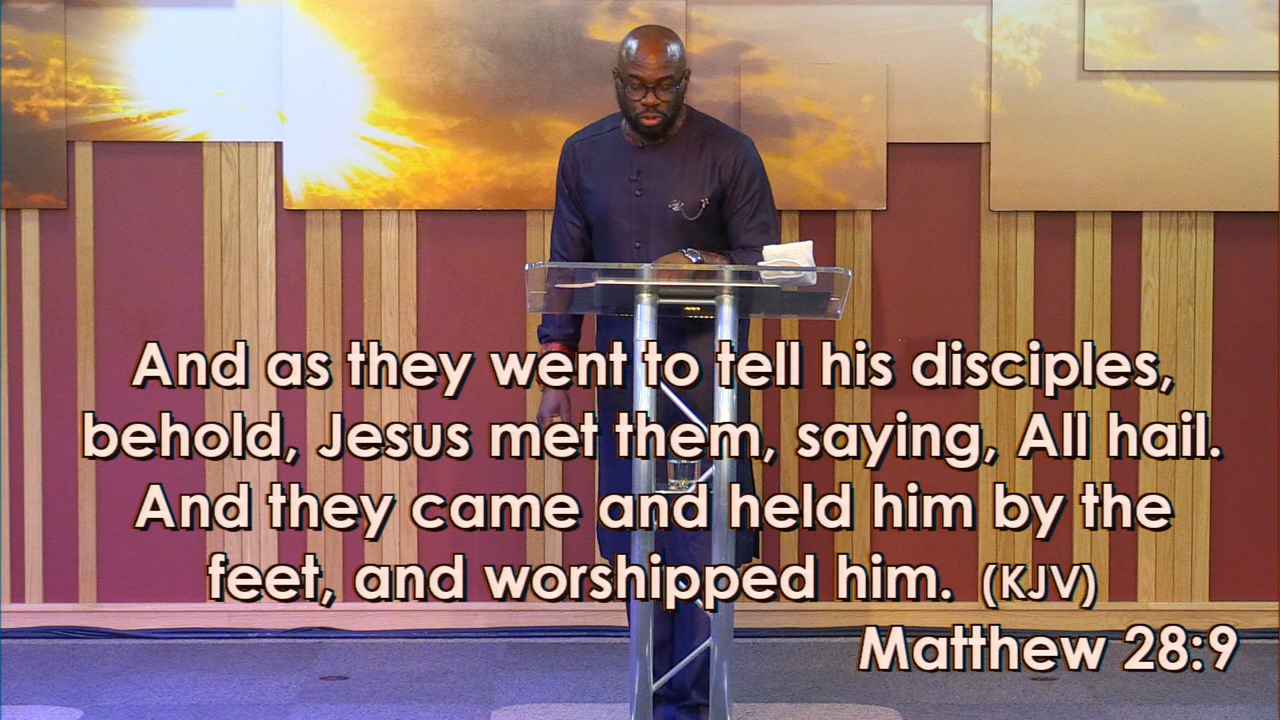 And as they went to tell his disciples,
behold, Jesus met them, saying, All hail.
And they came and held him by the
feet, and worshipped him. (KJV)
Matthew 28:9